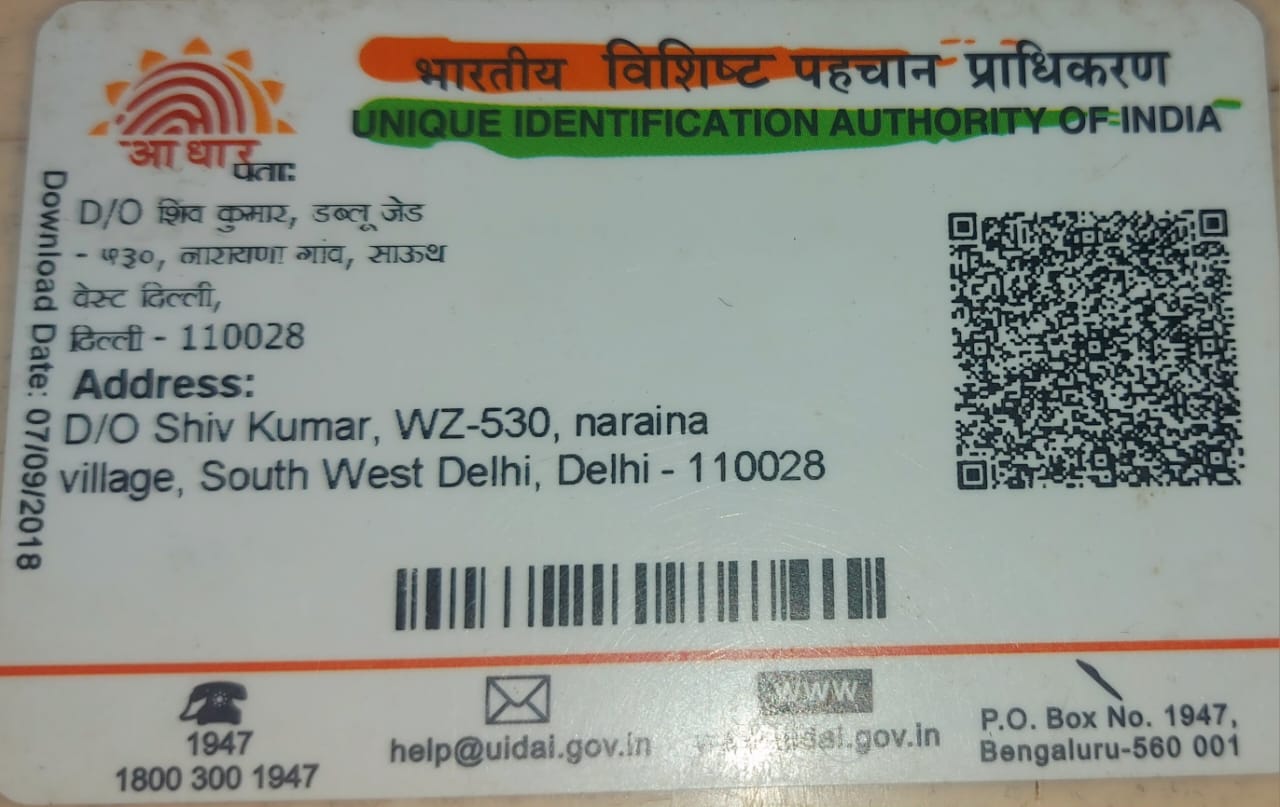 भारतीय विशिष्ट पहचान प्राधिकरण
UNIQUE IDENTIFICATION AUTHORITY OF INDIA
आधार
पता:
D/O शिव कुमार, डब्लू जेड
- ५३०, नारायणा गांव, साऊथ
वेस्ट दिल्ली,
दिल्ली - 110028
Address:
D/O Shiv Kumar, WZ-530, naraina
village, South West Delhi, Delhi - 110028
Download Date: 07/09/2018
1947
1800 300 1947
help@uidai.gov.in
WWW
.gov.in
P.O. Box No. 1947,
Bengaluru-560 001